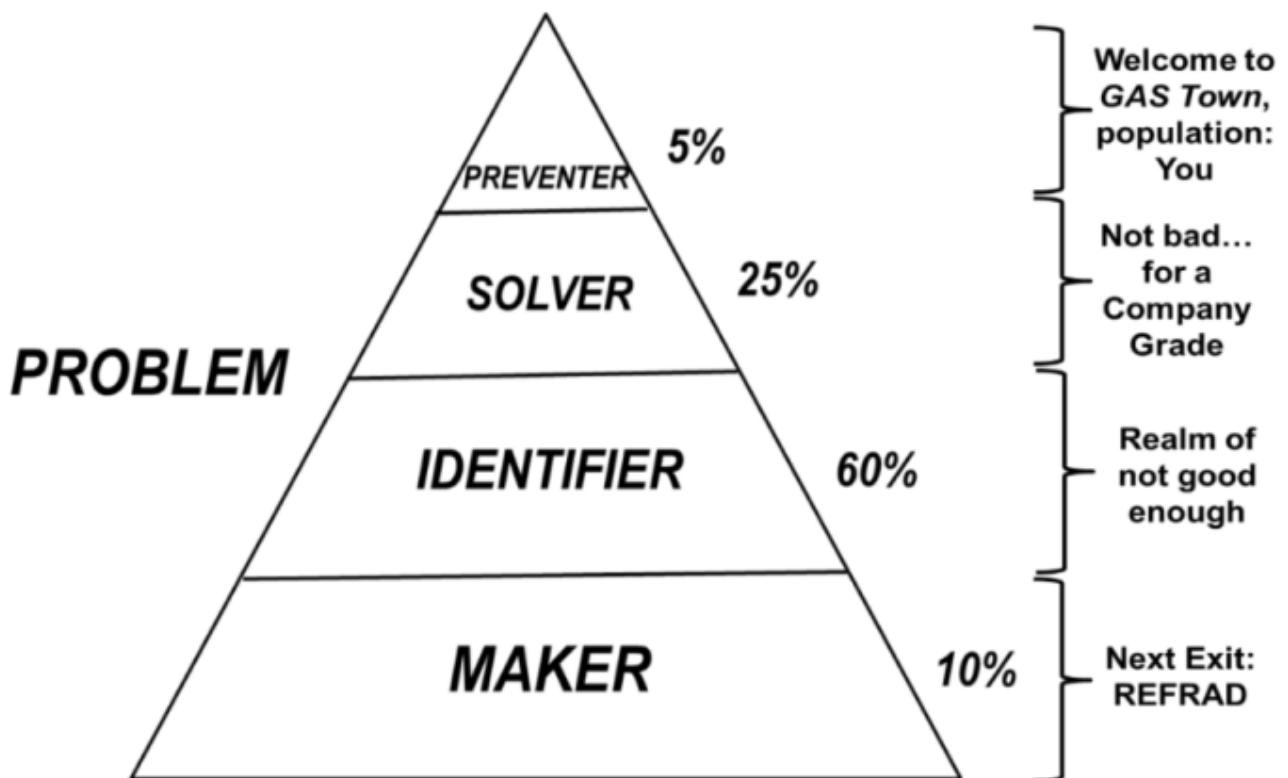 PROBLEM
PREVENTER
5%
Welcome to
GAS Town,
population:
You
SOLVER
25%
Not bad…
for a
Company
Grade
IDENTIFIER
60%
Realm of
not good
enough
MAKER
10%
Next Exit:
REFRAD